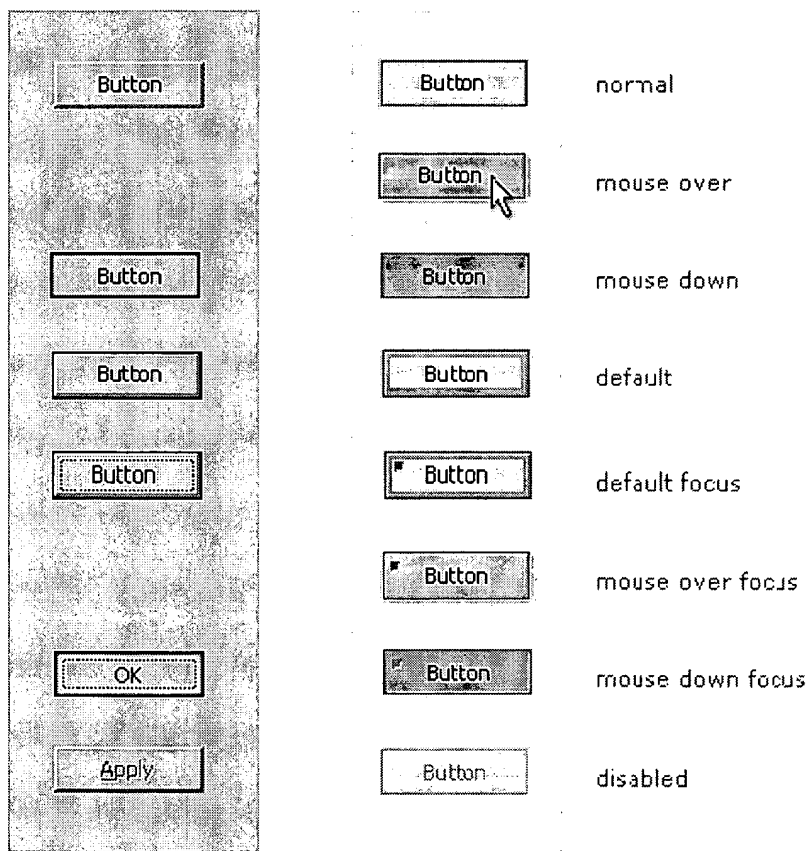 Button Button normal
Button mouse over
Button Button mouse down
Button Button default
Button Button default focus
Button mouse over focus
OK Button mouse down focus
Apply Button disabled